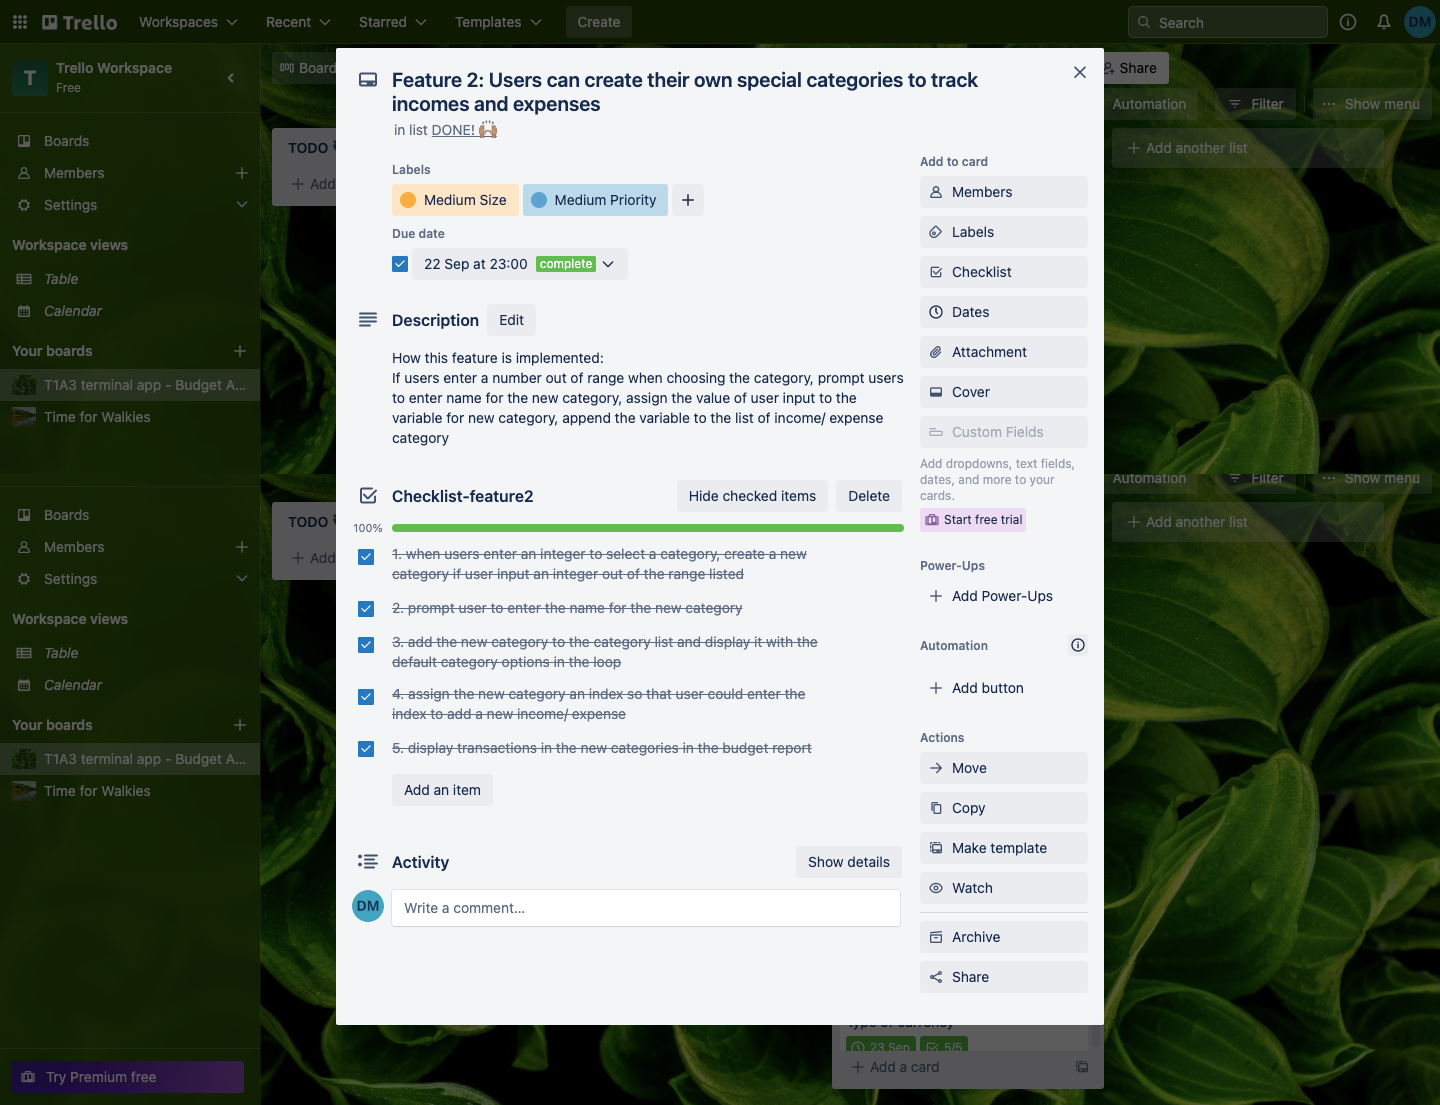 Trello
Workspaces
Recent
Starred
Templates
Create
Search
DM
T
Trello Workspace
Free
Boards
Members
Settings
Workspace views
Table
Calendar
Your boards
T1A3 terminal app - Budget A...
Time for Walkies
Boards
Members
Settings
Workspace views
Table
Calendar
Your boards
T1A3 terminal app - Budget A...
Time for Walkies
Try Premium free
Board
TODO
Add
TODO
Add
Feature 2: Users can create their own special categories to track
incomes and expenses
in list DONE! 🙌🏽
Labels
Medium Size
Medium Priority
Due date
22 Sep at 23:00 complete
Description
Edit
How this feature is implemented:
If users enter a number out of range when choosing the category, prompt users
to enter name for the new category, assign the value of user input to the
variable for new category, append the variable to the list of income/ expense
category
Checklist-feature2
Hide checked items
Delete
100%
1. when users enter an integer to select a category, create a new
category if user input an integer out of the range listed
2. prompt user to enter the name for the new category
3. add the new category to the category list and display it with the
default category options in the loop
4. assign the new category an index so that user could enter the
index to add a new income/ expense
5. display transactions in the new categories in the budget report
Add an item
Activity
Show details
DM
Write a comment...
Add to card
Members
Labels
Checklist
Dates
Attachment
Cover
Custom Fields
Add dropdowns, text fields,
dates, and more to your
cards.
Start free trial
Power-Ups
Add Power-Ups
Automation
Add button
Actions
Move
Copy
Make template
Watch
Archive
Share
Share
Automation
Filter
Show menu
Add another list
Automation
Filter
Show menu
Add another list
type of currency
23 Sep
5/5
Add a card